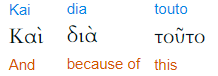 Kai dia touto
Καὶ διὰ τοῦτο
And because of this